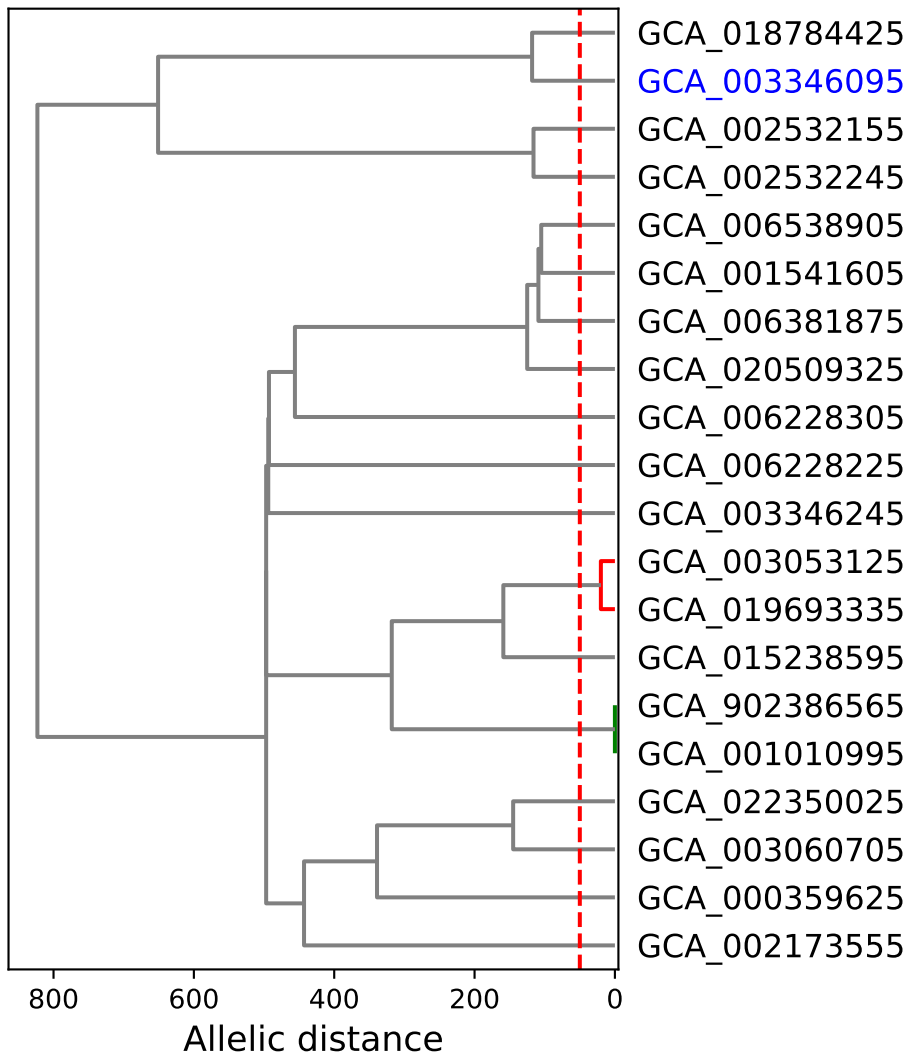 GCA_018784425
GCA_003346095
GCA_002532155
GCA_002532245
GCA_006538905
GCA_001541605
GCA_006381875
GCA_020509325
GCA_006228305
GCA_006228225
GCA_003346245
GCA_003053125
GCA_019693335
GCA_015238595
GCA_902386565
GCA_001010995
GCA_022350025
GCA_003060705
GCA_000359625
GCA_002173555
800 600 400 200 0
Allelic distance